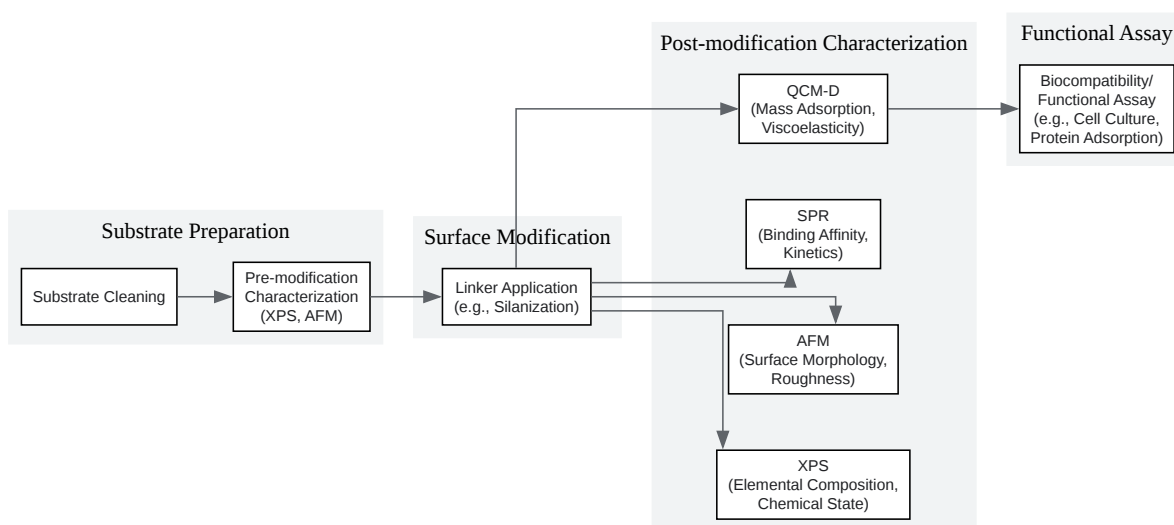 Substrate Preparation
Substrate Cleaning
Pre-modification
Characterization
(XPS, AFM)
Surface Modification
Linker Application
(e.g., Silanization)
Post-modification Characterization
QCM-D
(Mass Adsorption,
Viscoelasticity)
SPR
(Binding Affinity,
Kinetics)
AFM
(Surface Morphology,
Roughness)
XPS
(Elemental Composition,
Chemical State)
Functional Assay
Biocompatibility/
Functional Assay
(e.g., Cell Culture,
Protein Adsorption)